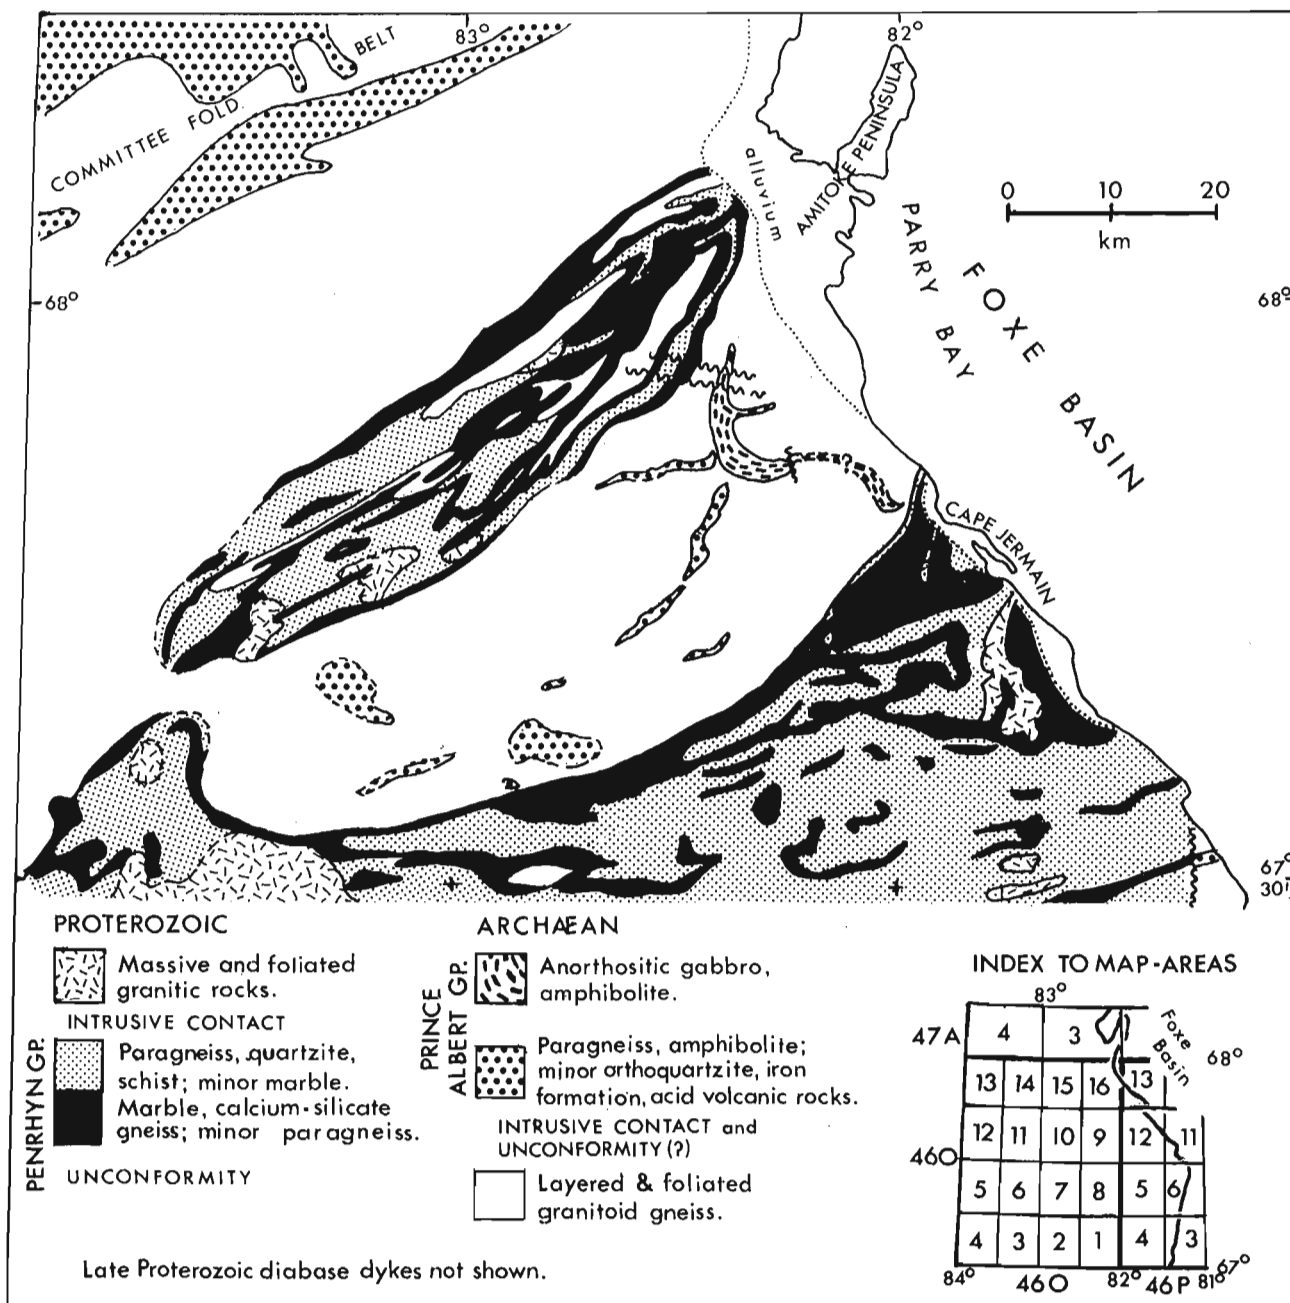 83°
82°
COMMITTEE FOLD BELT
alluvium
AMITOKE PENINSULA
0 10 20
km
PARRY BAY
FOXE BASIN
68°
68°
?
CAPE JERMAIN
67°
30'
PROTEROZOIC
Massive and foliated
granitic rocks.
INTRUSIVE CONTACT
PENRHYN GP.
Paragneiss, quartzite,
schist; minor marble.
Marble, calcium-silicate
gneiss; minor paragneiss.
UNCONFORMITY
ARCHÆAN
PRINCE
ALBERT GP.
Anorthositic gabbro,
amphibolite.
Paragneiss, amphibolite;
minor orthoquartzite, iron
formation, acid volcanic rocks.
INTRUSIVE CONTACT and
UNCONFORMITY (?)
Layered & foliated
granitoid gneiss.
Late Proterozoic diabase dykes not shown.
INDEX TO MAP-AREAS
83°
47A 4 3 Foxe
Basin 68°
13 14 15 16 13
12 11 10 9 12 11
46O
5 6 7 8 5 6
4 3 2 1 4 3
84° 46O 82° 46P 81° 67°